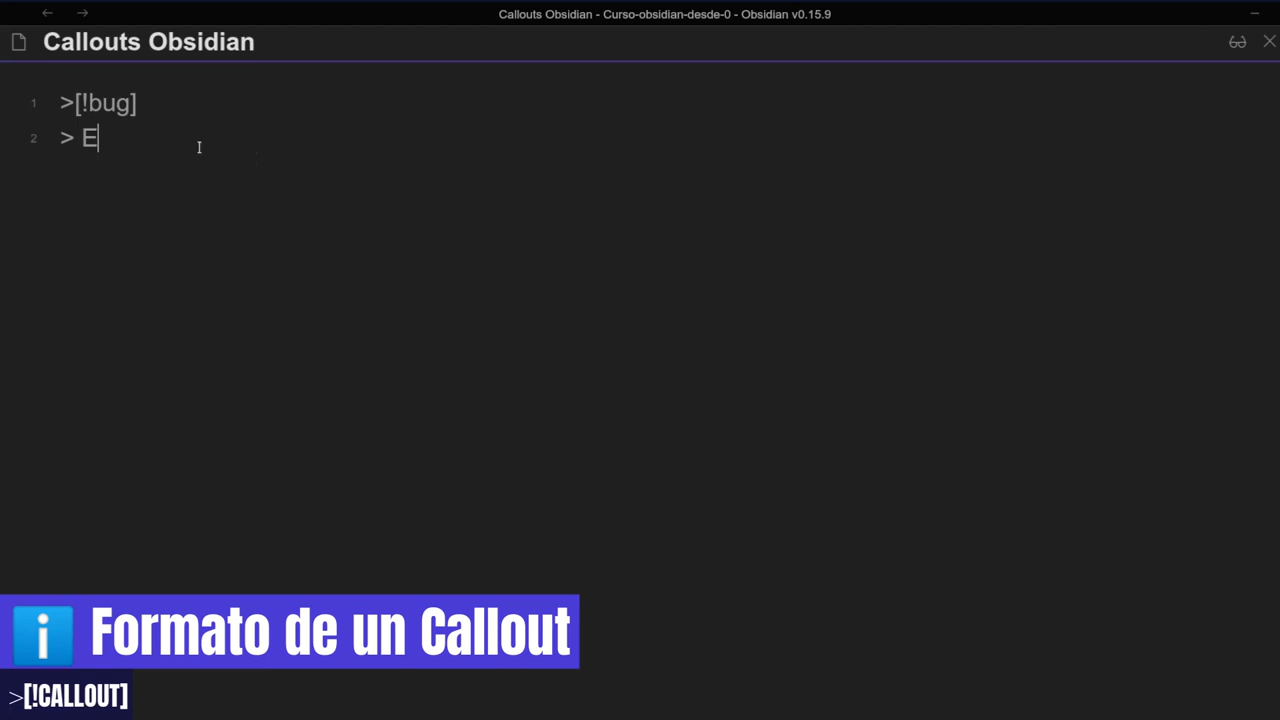 Callouts Obsidian - Curso-obsidian-desde-0 - Obsidian v0.15.9
Callouts Obsidian
1 >[!bug]
2 > E
Formato de un Callout
>[!CALLOUT]